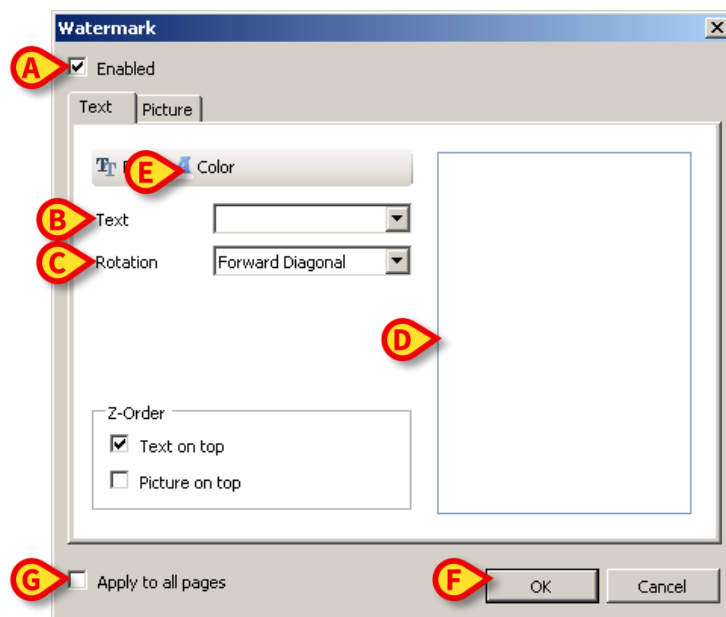 Watermark
A Enabled
Text Picture
E Color
B Text
C Rotation Forward Diagonal
D
Z-Order
Text on top
Picture on top
G Apply to all pages F OK Cancel